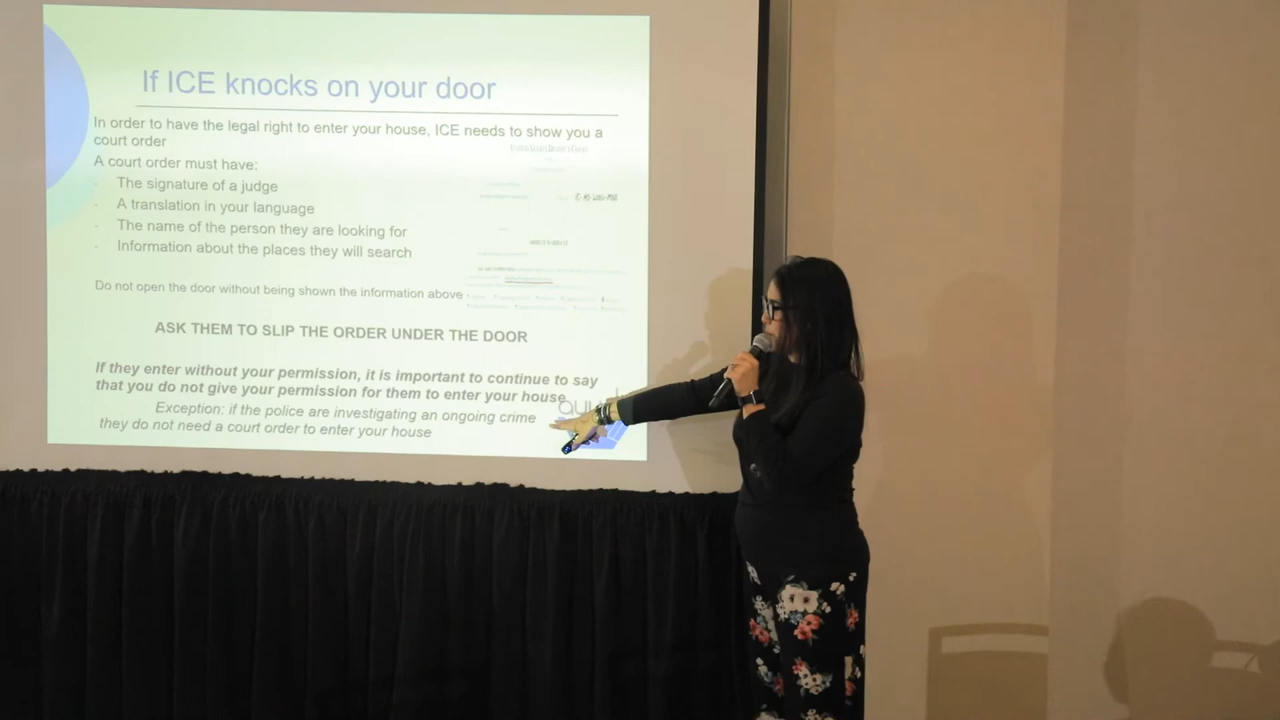 If ICE knocks on your door
In order to have the legal right to enter your house, ICE needs to show you a
court order
A court order must have:
- The signature of a judge
- A translation in your language
- The name of the person they are looking for
- Information about the places they will search
Do not open the door without being shown the information above
ASK THEM TO SLIP THE ORDER UNDER THE DOOR
If they enter without your permission, it is important to continue to say
that you do not give your permission for them to enter your house
Exception: if the police are investigating an ongoing crime
they do not need a court order to enter your house